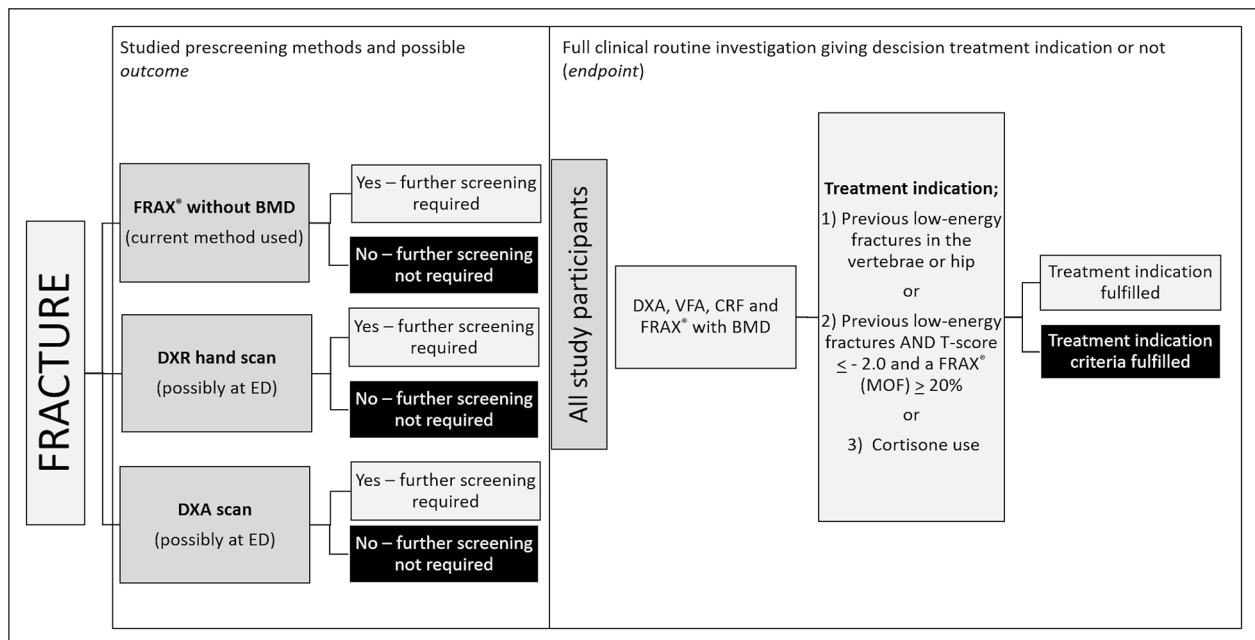 Studied prescreening methods and possible
outcome
FRACTURE
FRAX® without BMD
(current method used)
Yes – further screening
required
No – further screening
not required
DXR hand scan
(possibly at ED)
Yes – further screening
required
No – further screening
not required
DXA scan
(possibly at ED)
Yes – further screening
required
No – further screening
not required
Full clinical routine investigation giving descision treatment indication or not
(endpoint)
All study participants
DXA, VFA, CRF and
FRAX® with BMD
Treatment indication;
1) Previous low-energy
fractures in the
vertebrae or hip
or
2) Previous low-energy
fractures AND T-score
≤ - 2.0 and a FRAX®
(MOF) ≥ 20%
or
3) Cortisone use
Treatment indication
fulfilled
Treatment indication
criteria fulfilled